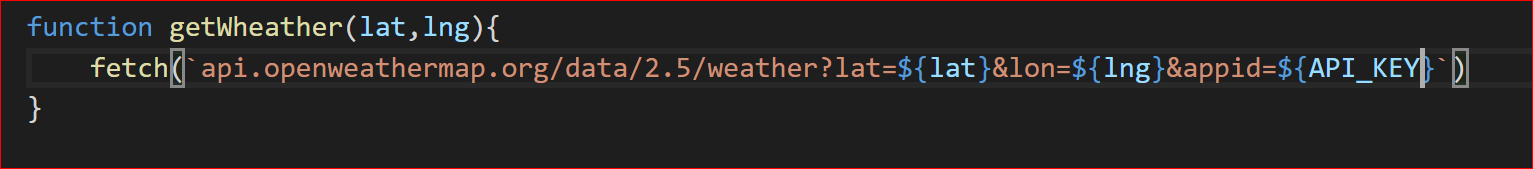 function getWheather(lat,lng){
    fetch(`api.openweathermap.org/data/2.5/weather?lat=${lat}&lon=${lng}&appid=${API_KEY}`)
}